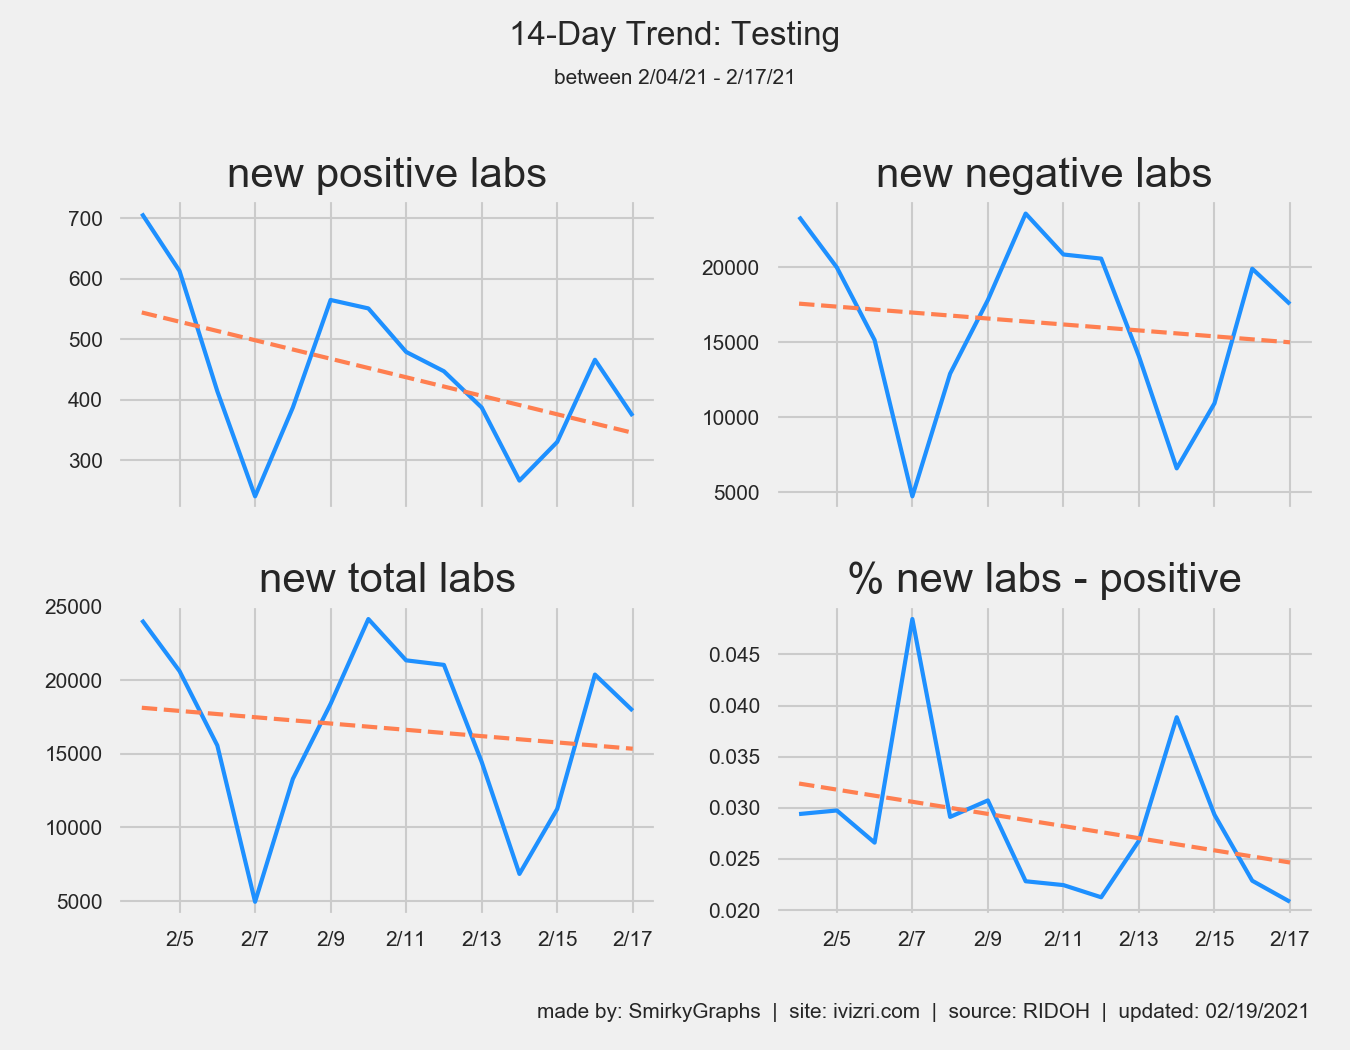 14-Day Trend: Testing
between 2/04/21 - 2/17/21
new positive labs
700
600
500
400
300
new negative labs
20000
15000
10000
5000
new total labs
25000
20000
15000
10000
5000
2/5 2/7 2/9 2/11 2/13 2/15 2/17
% new labs - positive
0.045
0.040
0.035
0.030
0.025
0.020
2/5 2/7 2/9 2/11 2/13 2/15 2/17
made by: SmirkyGraphs | site: ivizri.com | source: RIDOH | updated: 02/19/2021